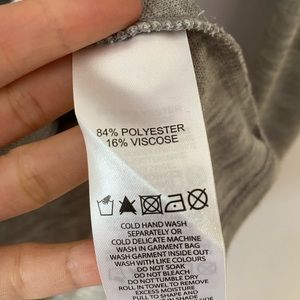 84% POLYESTER
16% VISCOSE
COLD HAND WASH
SEPARATELY OR
COLD DELICATE MACHINE
WASH IN GARMENT BAG
WASH GARMENT INSIDE OUT
WASH WITH LIKE COLOURS
DO NOT SOAK
DO NOT BLEACH
DO NOT TUMBLE DRY
ROLL IN TOWEL TO REMOVE
EXCESS MOISTURE
PULL TO SHAPE AND
IN SHADE